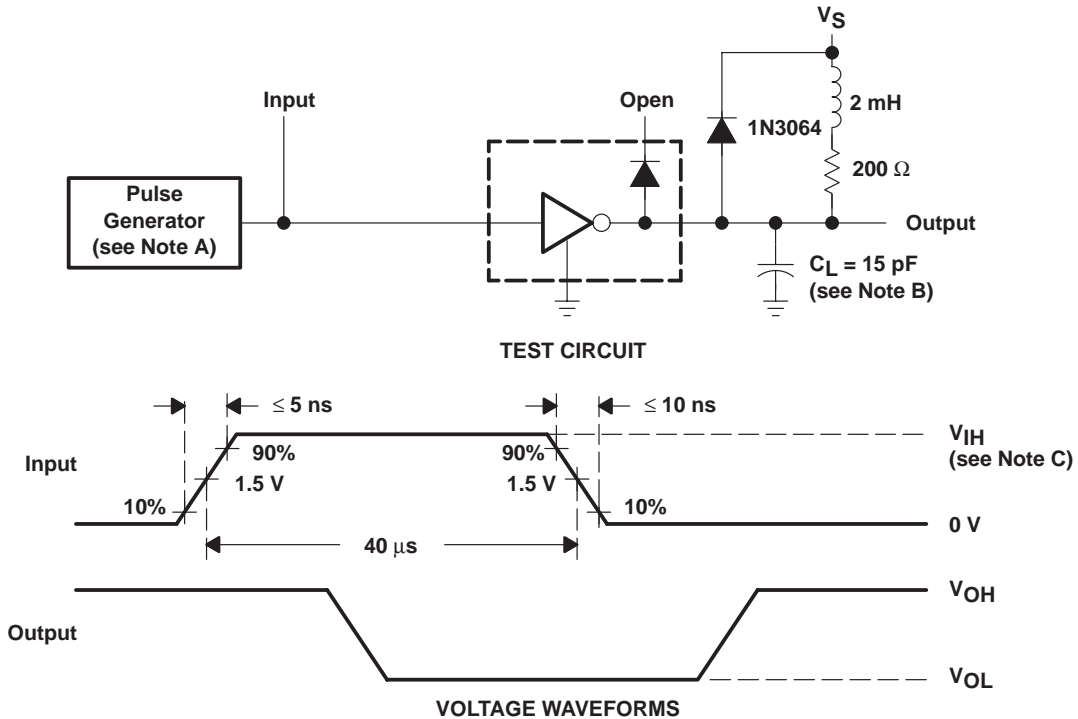 VS
Input
Open
2 mH
1N3064
200 Ω
Pulse
Generator
(see Note A)
Output
CL = 15 pF
(see Note B)
TEST CIRCUIT
≤ 5 ns
≤ 10 ns
Input
90%
90%
VIH
(see Note C)
1.5 V
1.5 V
10%
10%
0 V
40 μs
VOH
Output
VOL
VOLTAGE WAVEFORMS